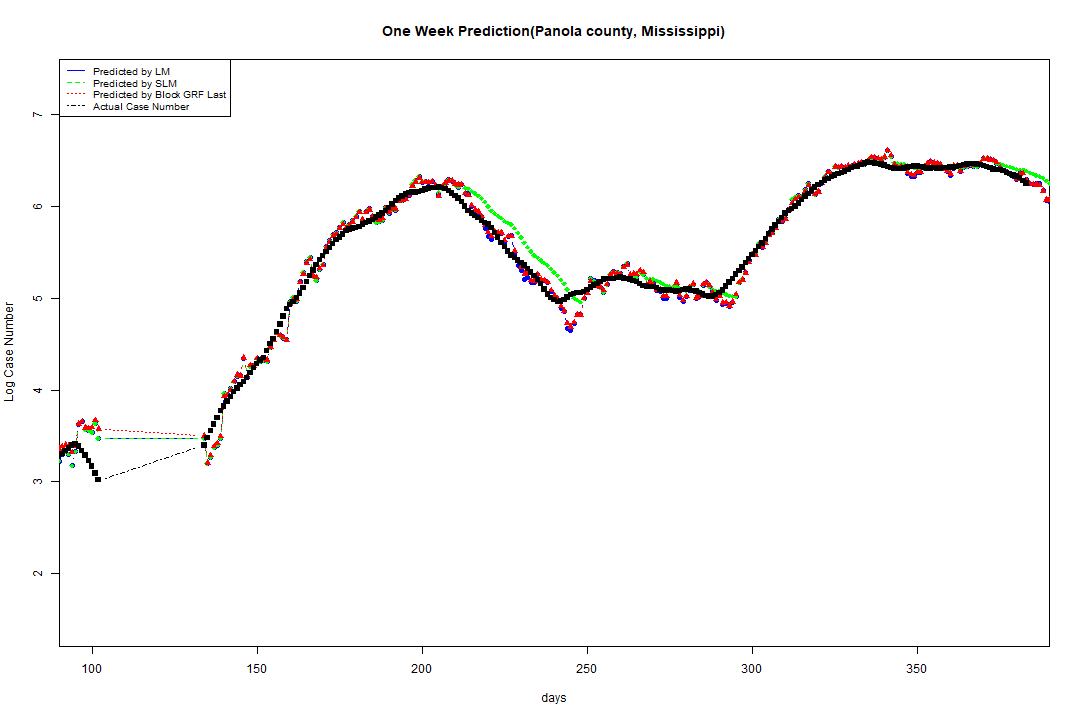 One Week Prediction(Panola county, Mississippi)
Predicted by LM
Predicted by SLM
Predicted by Block GRF Last
Actual Case Number
7
6
5
4
3
2
Log Case Number
100 150 200 250 300 350
days